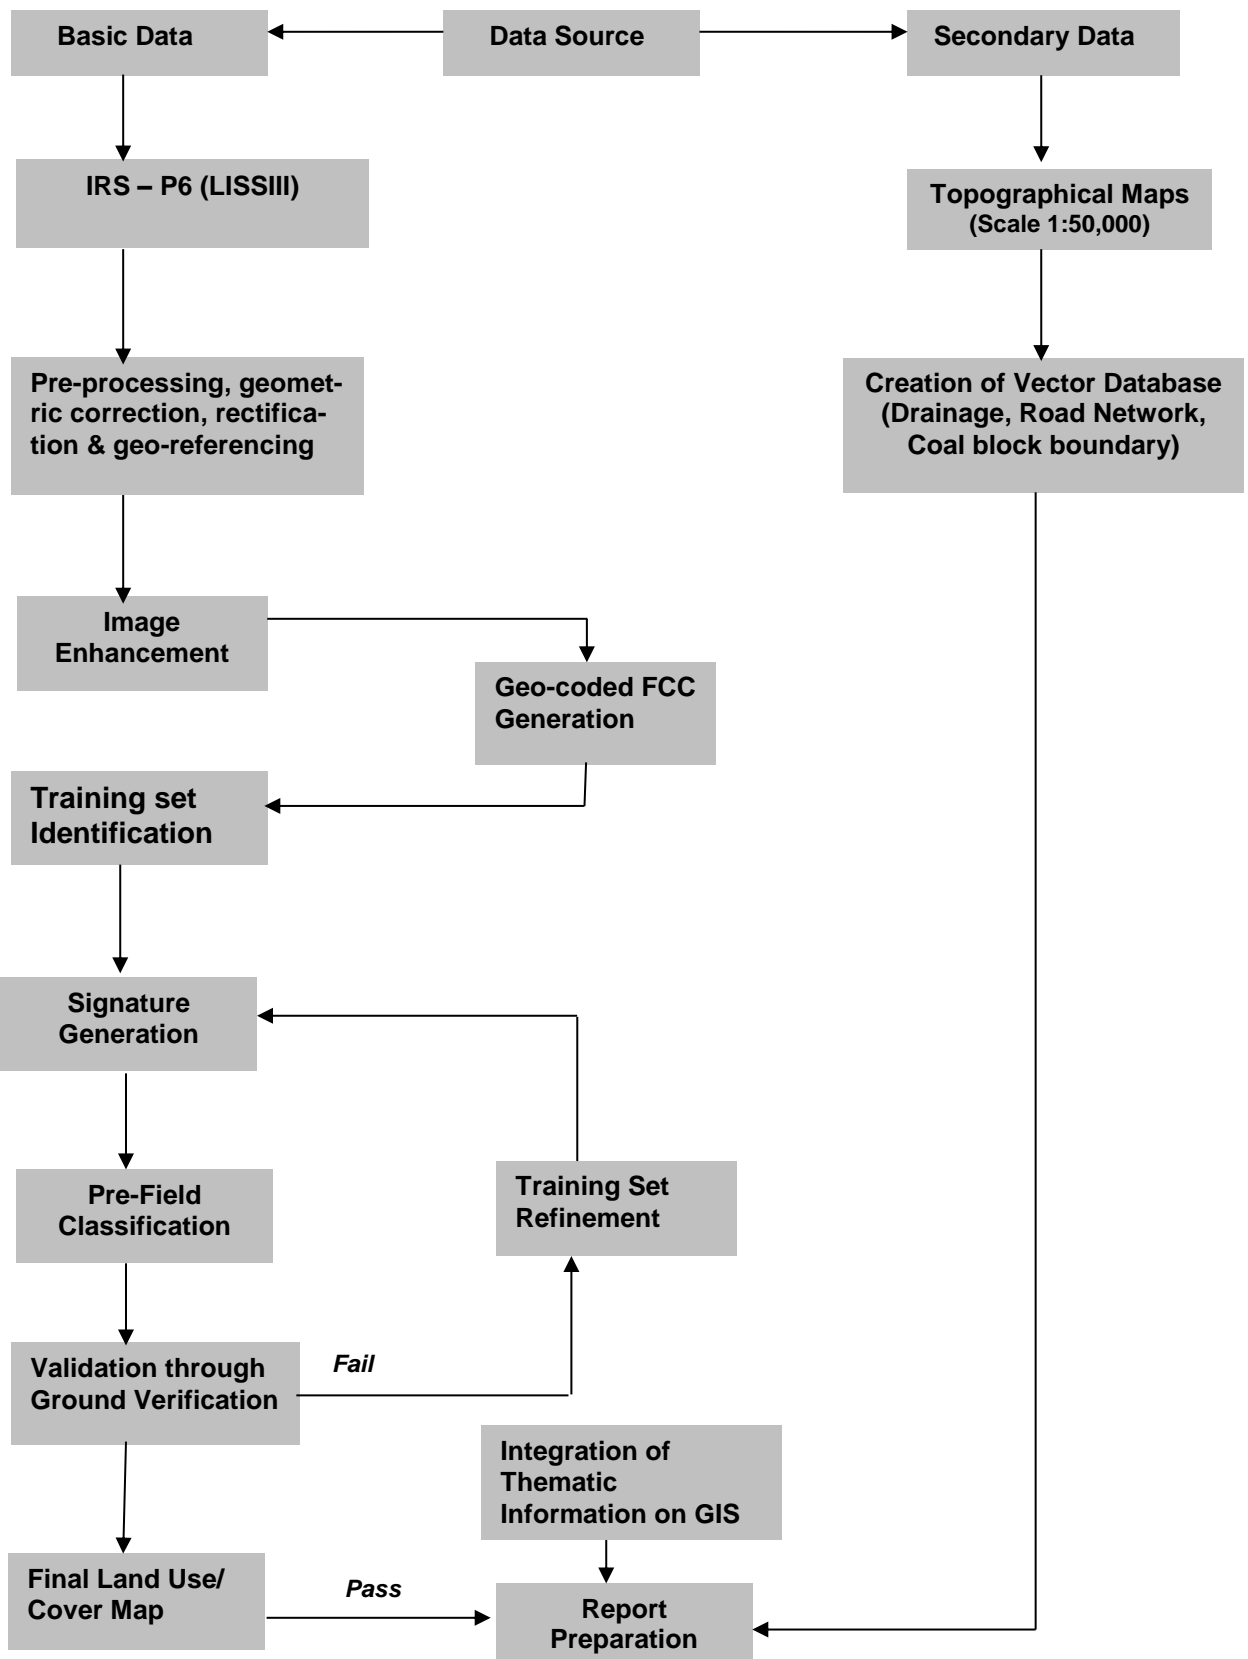 Basic Data
Data Source
Secondary Data
IRS – P6 (LISSIII)
Topographical Maps
(Scale 1:50,000)
Pre-processing, geomet-
ric correction, rectifica-
tion & geo-referencing
Creation of Vector Database
(Drainage, Road Network,
Coal block boundary)
Image
Enhancement
Geo-coded FCC
Generation
Training set
Identification
Signature
Generation
Pre-Field
Classification
Training Set
Refinement
Validation through
Ground Verification
Fail
Integration of
Thematic
Information on GIS
Final Land Use/
Cover Map
Pass
Report
Preparation